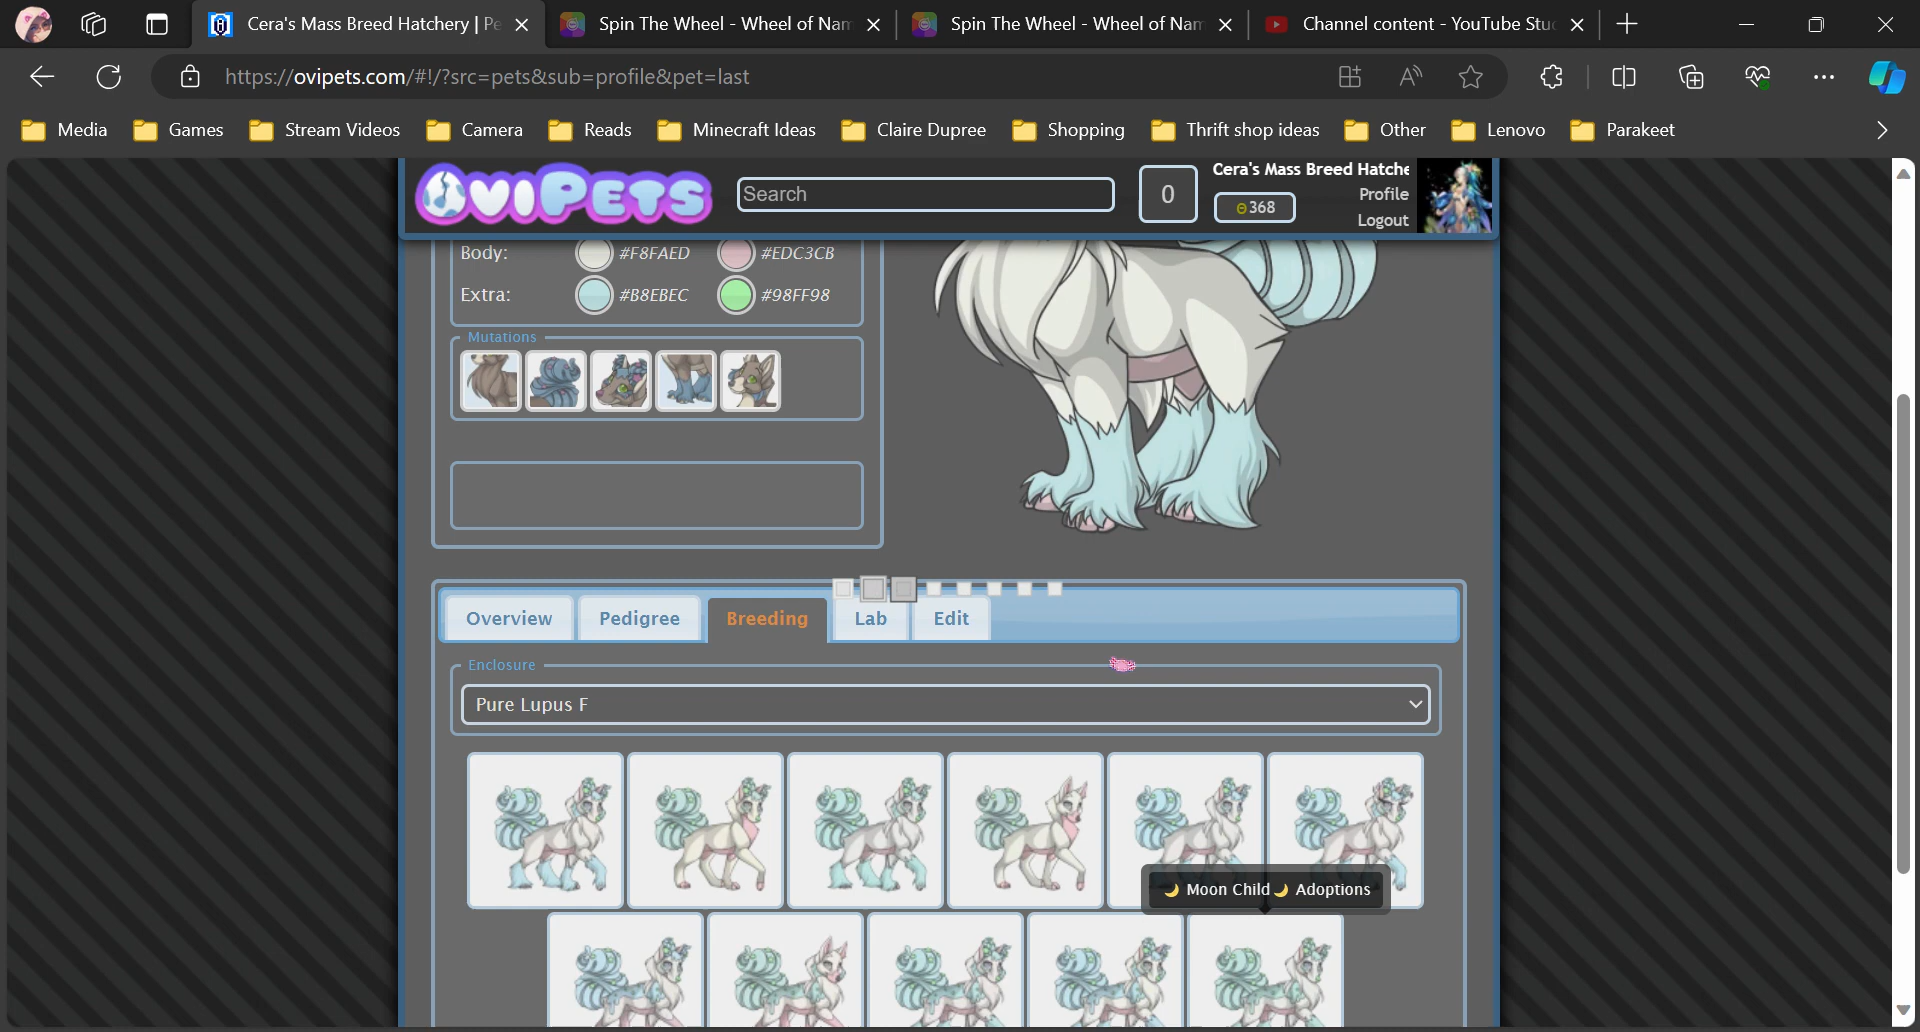 Cera's Mass Breed Hatchery | Pe
Spin The Wheel - Wheel of Nam
Spin The Wheel - Wheel of Nam
Channel content - YouTube Stud
https://ovipets.com/#!/?src=pets&sub=profile&pet=last
Media
Games
Stream Videos
Camera
Reads
Minecraft Ideas
Claire Dupree
Shopping
Thrift shop ideas
Other
Lenovo
Parakeet
OviPets
Search
0
Cera's Mass Breed Hatche
368
Profile
Logout
Body: #F8FAED #EDC3CB
Extra: #B8EBEC #98FF98
Mutations
Overview
Pedigree
Breeding
Lab
Edit
Enclosure
Pure Lupus F
🌙 Moon Child 🌙 Adoptions